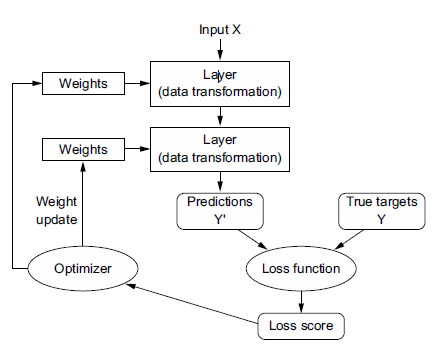 Input X
Weights
Layer
(data transformation)
Weights
Layer
(data transformation)
Weight
update
Predictions
Y'
True targets
Y
Optimizer
Loss function
Loss score